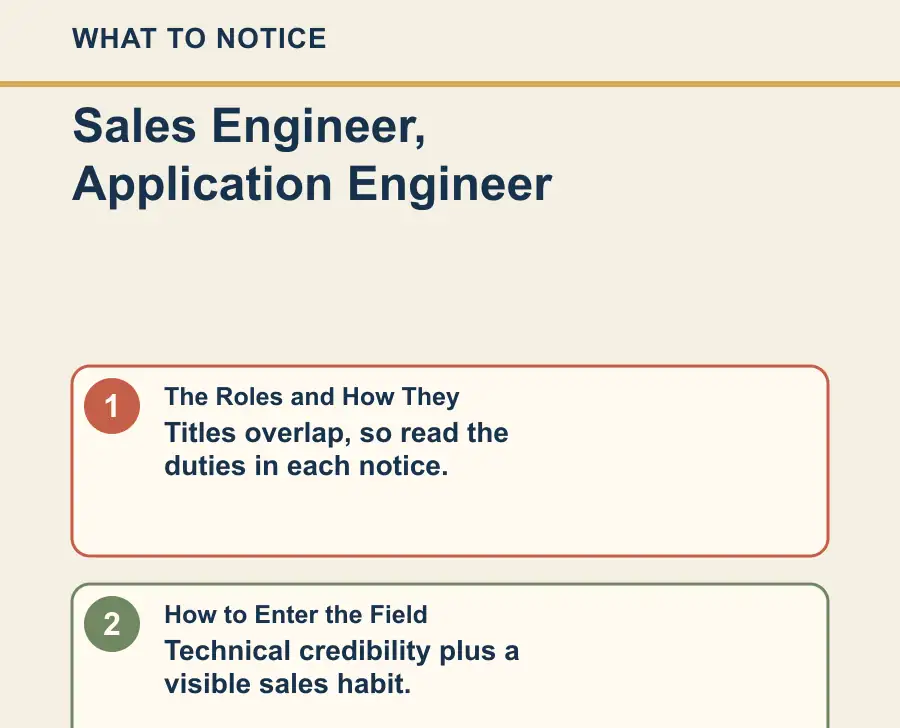 WHAT TO NOTICE
Sales Engineer,
Application Engineer
1
The Roles and How They
Titles overlap, so read the
duties in each notice.
2
How to Enter the Field
Technical credibility plus a
visible sales habit.